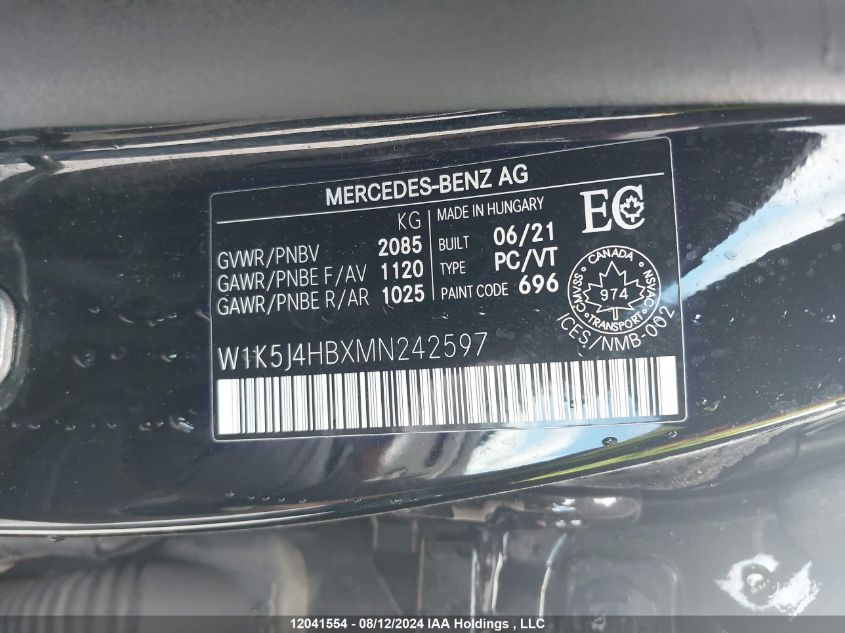 MERCEDES-BENZ AG
KG
GVWR/PNBV 2085
GAWR/PNBE F/AV 1120
GAWR/PNBE R/AR 1025
MADE IN HUNGARY
BUILT 06/21
TYPE PC/VT
PAINT CODE 696
EC
CANADA
CMVSS 974 NSVAC
TRANSPORT
ICES/NMB-002
W1K5J4HBXMN242597
12041554 - 08/12/2024 IAA Holdings , LLC